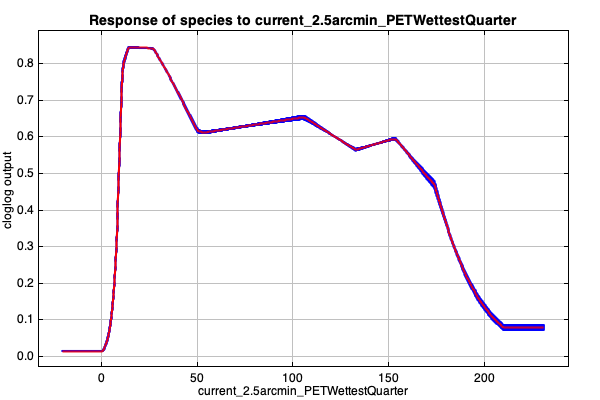 Response of species to current_2.5arcmin_PETWettestQuarter
cloglog output
0.8
0.7
0.6
0.5
0.4
0.3
0.2
0.1
0.0
0 50 100 150 200
current_2.5arcmin_PETWettestQuarter